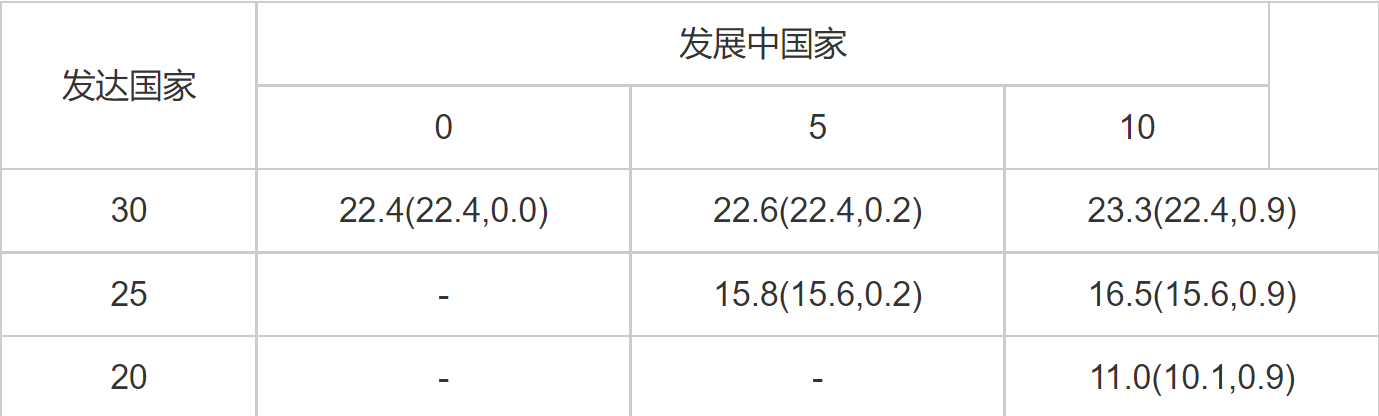 发达国家 发展中国家
0 5 10
30 22.4(22.4,0.0) 22.6(22.4,0.2) 23.3(22.4,0.9)
25 - 15.8(15.6,0.2) 16.5(15.6,0.9)
20 - - 11.0(10.1,0.9)